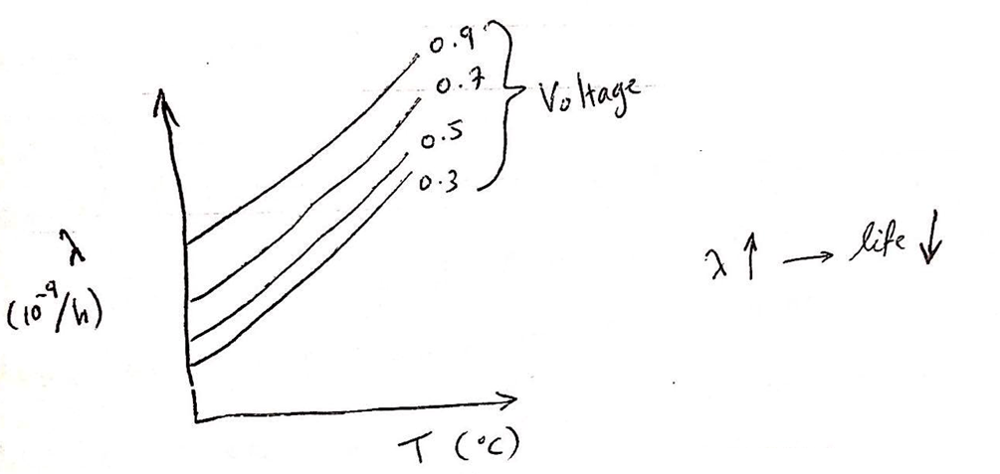 0.9
0.7
0.5
0.3
Voltage
λ
(10⁻⁹/h)
λ ↑ → life ↓
T (°C)